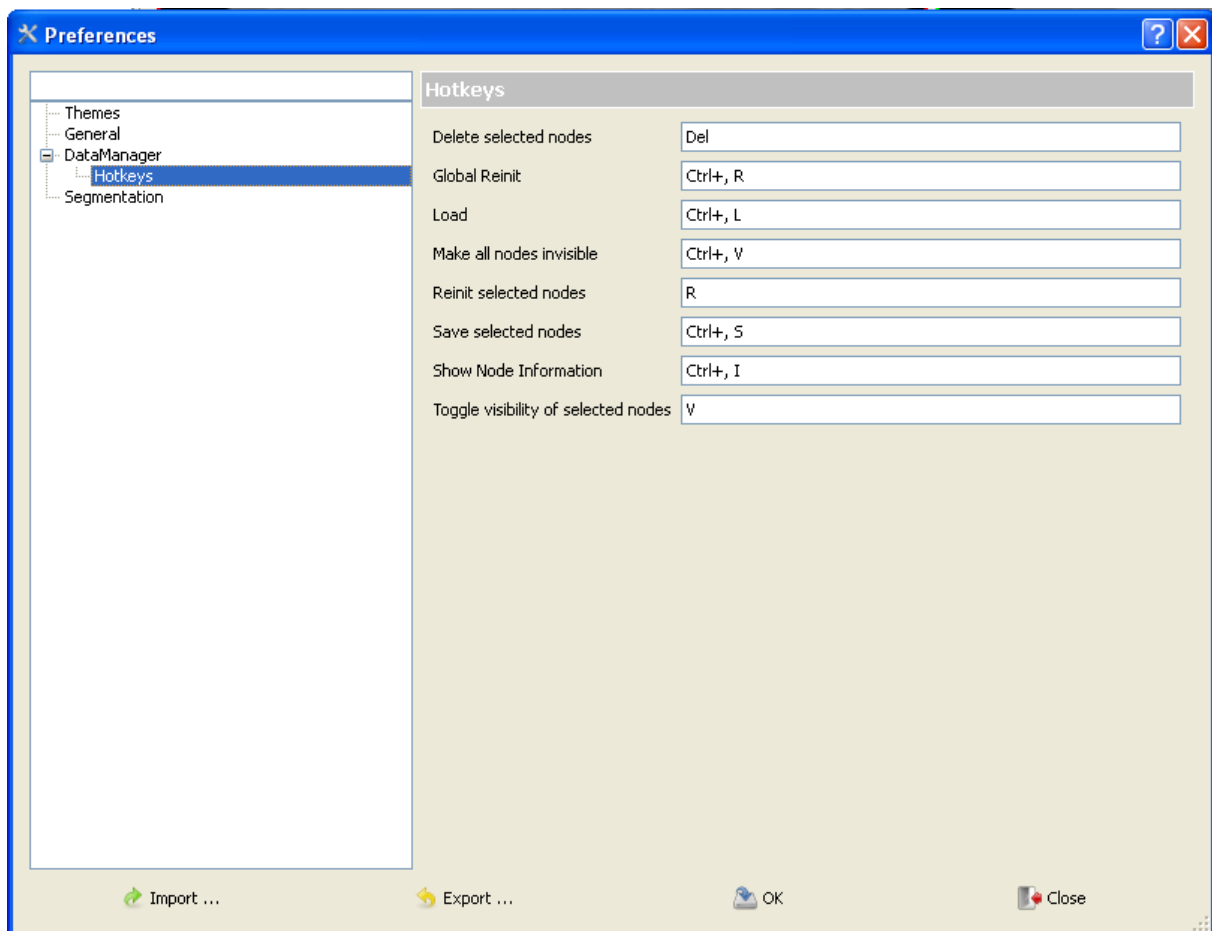 Preferences
Themes
General
DataManager
Hotkeys
Segmentation
Hotkeys
Delete selected nodes Del
Global Reinit Ctrl+, R
Load Ctrl+, L
Make all nodes invisible Ctrl+, V
Reinit selected nodes R
Save selected nodes Ctrl+, S
Show Node Information Ctrl+, I
Toggle visibility of selected nodes V
Import ... Export ... OK Close